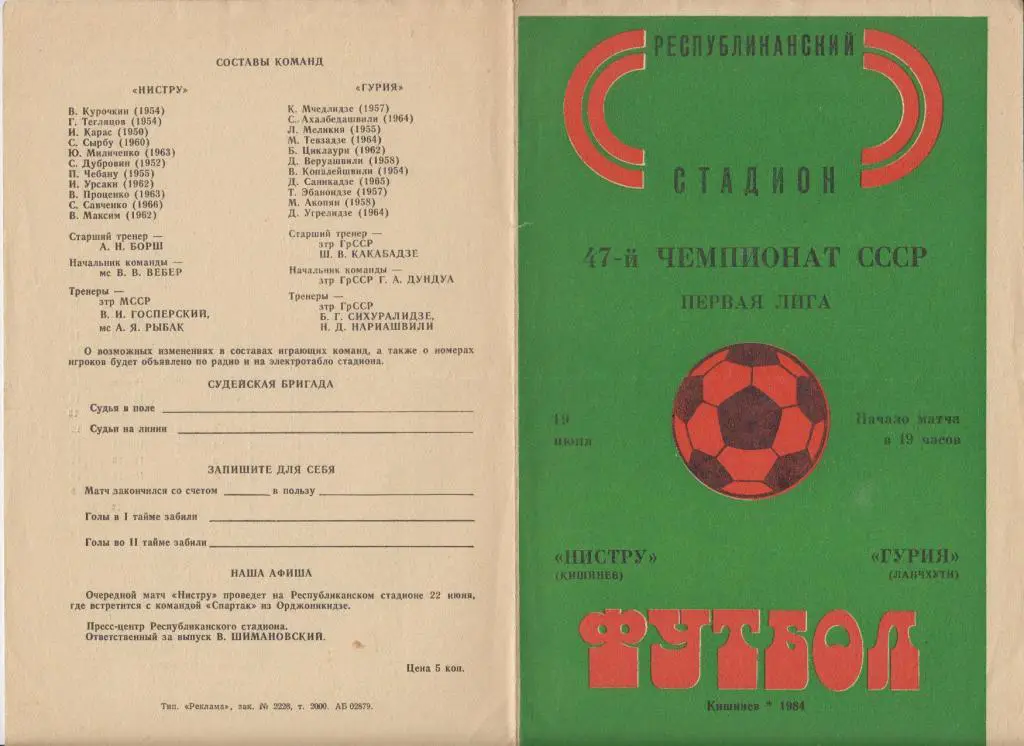 СОСТАВЫ КОМАНД
«НИСТРУ»
В. Курочкин (1954)
Г. Тегляцов (1954)
И. Карас (1950)
С. Сырбу (1960)
Ю. Миличенко (1963)
С. Дубровин (1952)
П. Чебану (1955)
И. Урсаки (1962)
В. Проценко (1963)
С. Савченко (1966)
В. Максим (1962)
Старший тренер —
А. Н. БОРШ
Начальник команды —
мс В. В. ВЕБЕР
Тренеры —
зтр МССР
В. И. ГОСПЕРСКИЙ,
мс А. Я. РЫБАК
«ГУРИЯ»
К. Мчедлидзе (1957)
С. Ахалбедашвили (1964)
Л. Меликия (1955)
М. Тевзадзе (1964)
Б. Циклаури (1962)
Д. Веруашвили (1958)
В. Копалейшвили (1954)
Д. Саникадзе (1965)
Т. Эбаноидзе (1957)
М. Акопян (1958)
Д. Угрелидзе (1964)
Старший тренер —
зтр ГрССР
Ш. В. КАКАБАДЗЕ
Начальник команды —
зтр ГрССР Г. А. ДУНДУА
Тренеры —
зтр ГрССР
Б. Г. СИХУРАЛИДЗЕ,
Н. Д. НАРИАШВИЛИ
О возможных изменениях в составах играющих команд, а также о номерах
игроков будет объявлено по радио и на электротабло стадиона.
СУДЕЙСКАЯ БРИГАДА
Судья в поле
Судьи на линии
ЗАПИШИТЕ ДЛЯ СЕБЯ
Матч закончился со счетом в пользу
Голы в I тайме забили
Голы во II тайме забили
НАША АФИША
Очередной матч «Нистру» проведет на Республиканском стадионе 22 июня,
где встретится с командой «Спартак» из Орджоникидзе.
Пресс-центр Республиканского стадиона.
Ответственный за выпуск В. ШИМАНОВСКИЙ.
Цена 5 коп.
Тип. «Реклама», зак. № 2228, т. 2000. АБ 02879.
РЕСПУБЛИКАНСКИЙ
СТАДИОН
47-й ЧЕМПИОНАТ СССР
ПЕРВАЯ ЛИГА
19
июня
Начало матча
в 19 часов
«НИСТРУ»
(КИШИНЕВ)
«ГУРИЯ»
(ЛАНЧХУТИ)
ФУТБОЛ
Кишинев * 1984